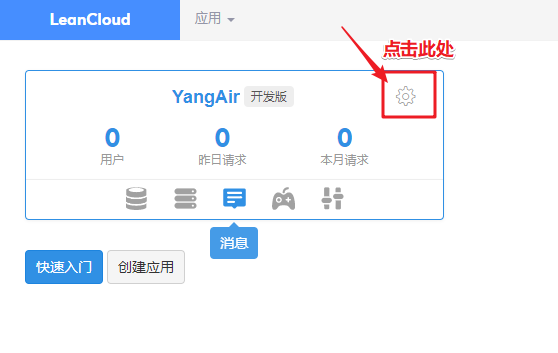 LeanCloud
应用
点击此处
YangAir 开发版
0 0 0
用户 昨日请求 本月请求
消息
快速入门 创建应用